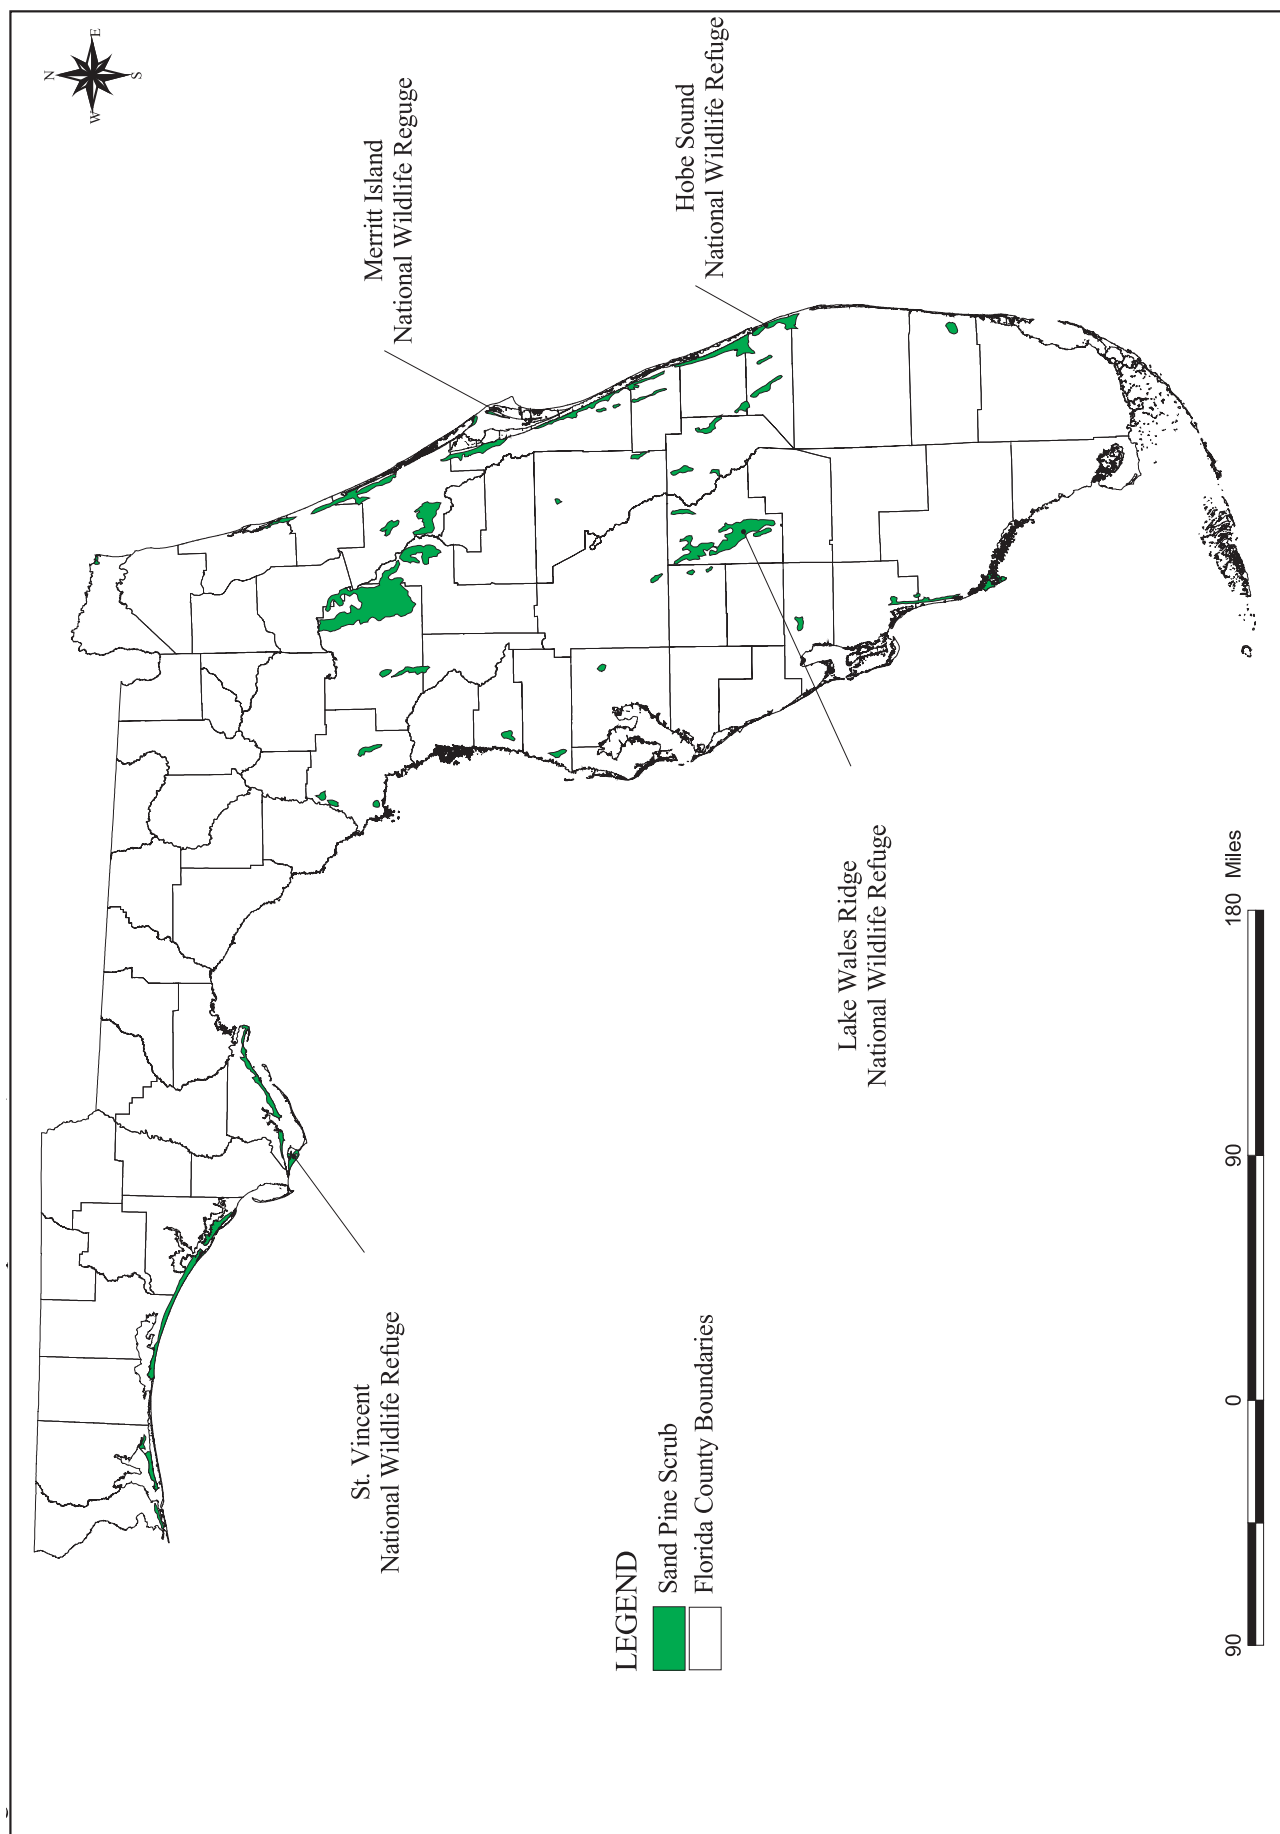 N
E
S
W
Merritt Island
National Wildlife Reguge
Hobe Sound
National Wildlife Refuge
Lake Wales Ridge
National Wildlife Refuge
St. Vincent
National Wildlife Refuge
LEGEND
Sand Pine Scrub
Florida County Boundaries
90 0 90 180 Miles